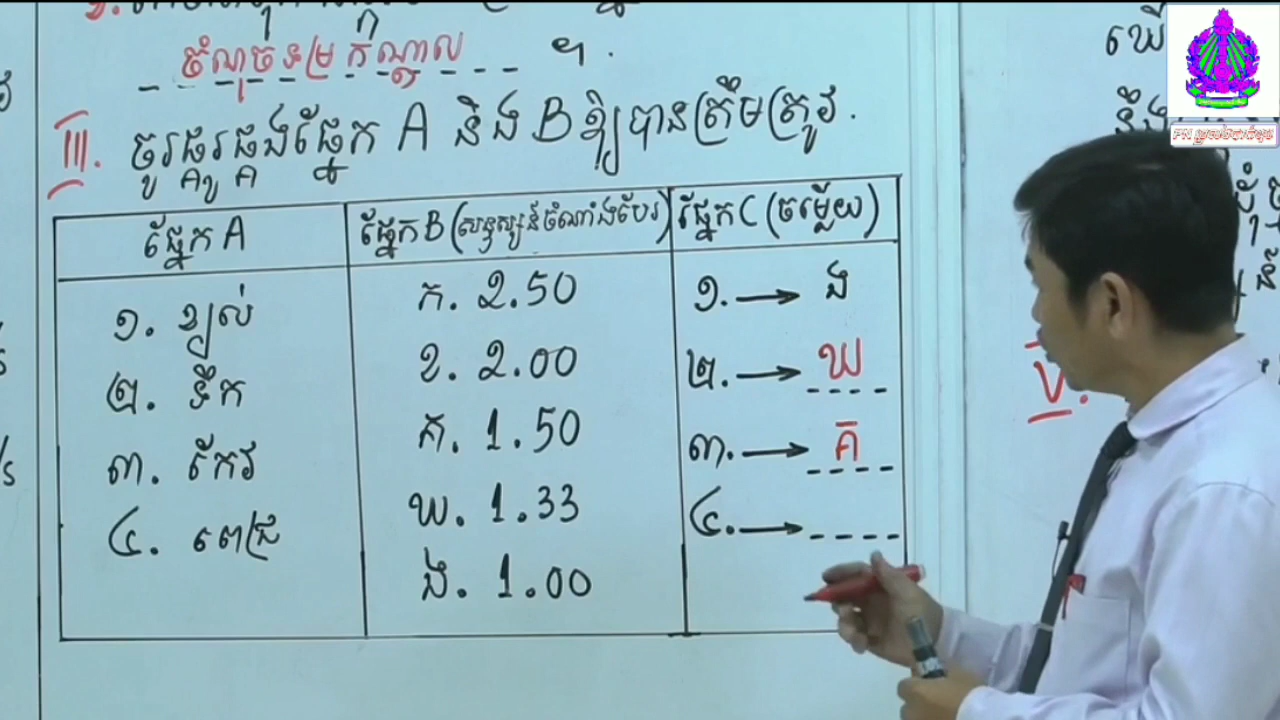 ចំណុចទម្រកណ្តាល ។
III. ចូរផ្គូរផ្គងផ្នែក A និង B ឱ្យបានត្រឹមត្រូវ.
ផ្នែក A ផ្នែក B (សន្ទស្សន៍ចំណាំងបែរ) ផ្នែក C (ចម្លើយ)
១. ខ្យល់ ក. 2.50 ១. → ង
២. ទឹក ខ. 2.00 ២. → ឃ
៣. កែវ គ. 1.50 ៣. → គ
៤. ពេជ្រ ឃ. 1.33 ៤. →
ង. 1.00